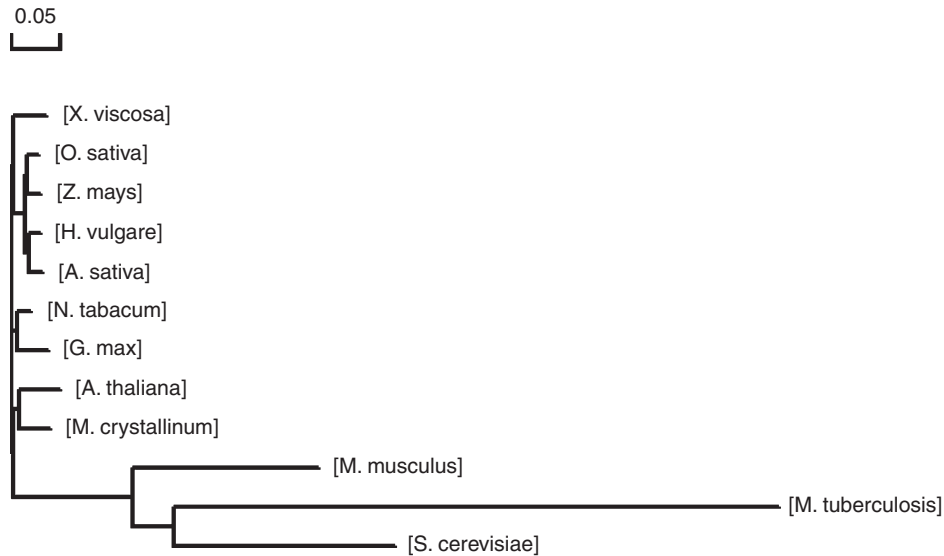 0.05
[X. viscosa]
[O. sativa]
[Z. mays]
[H. vulgare]
[A. sativa]
[N. tabacum]
[G. max]
[A. thaliana]
[M. crystallinum]
[M. musculus]
[M. tuberculosis]
[S. cerevisiae]